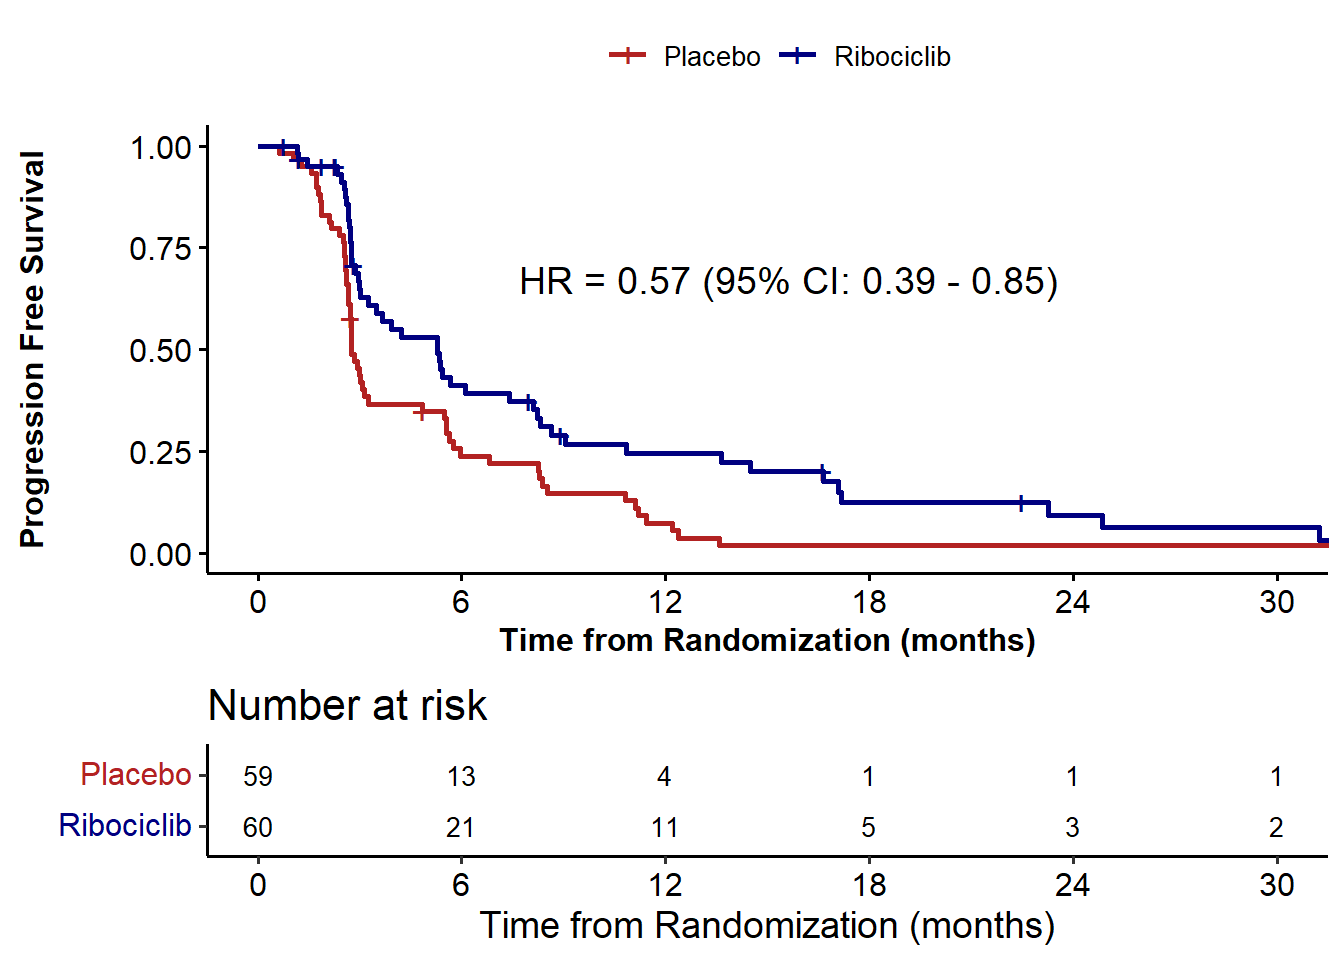 Placebo Ribociclib
Progression Free Survival
1.00
0.75
0.50
0.25
0.00
HR = 0.57 (95% CI: 0.39 - 0.85)
0 6 12 18 24 30
Time from Randomization (months)
Number at risk
Placebo 59 13 4 1 1 1
Ribociclib 60 21 11 5 3 2
0 6 12 18 24 30
Time from Randomization (months)